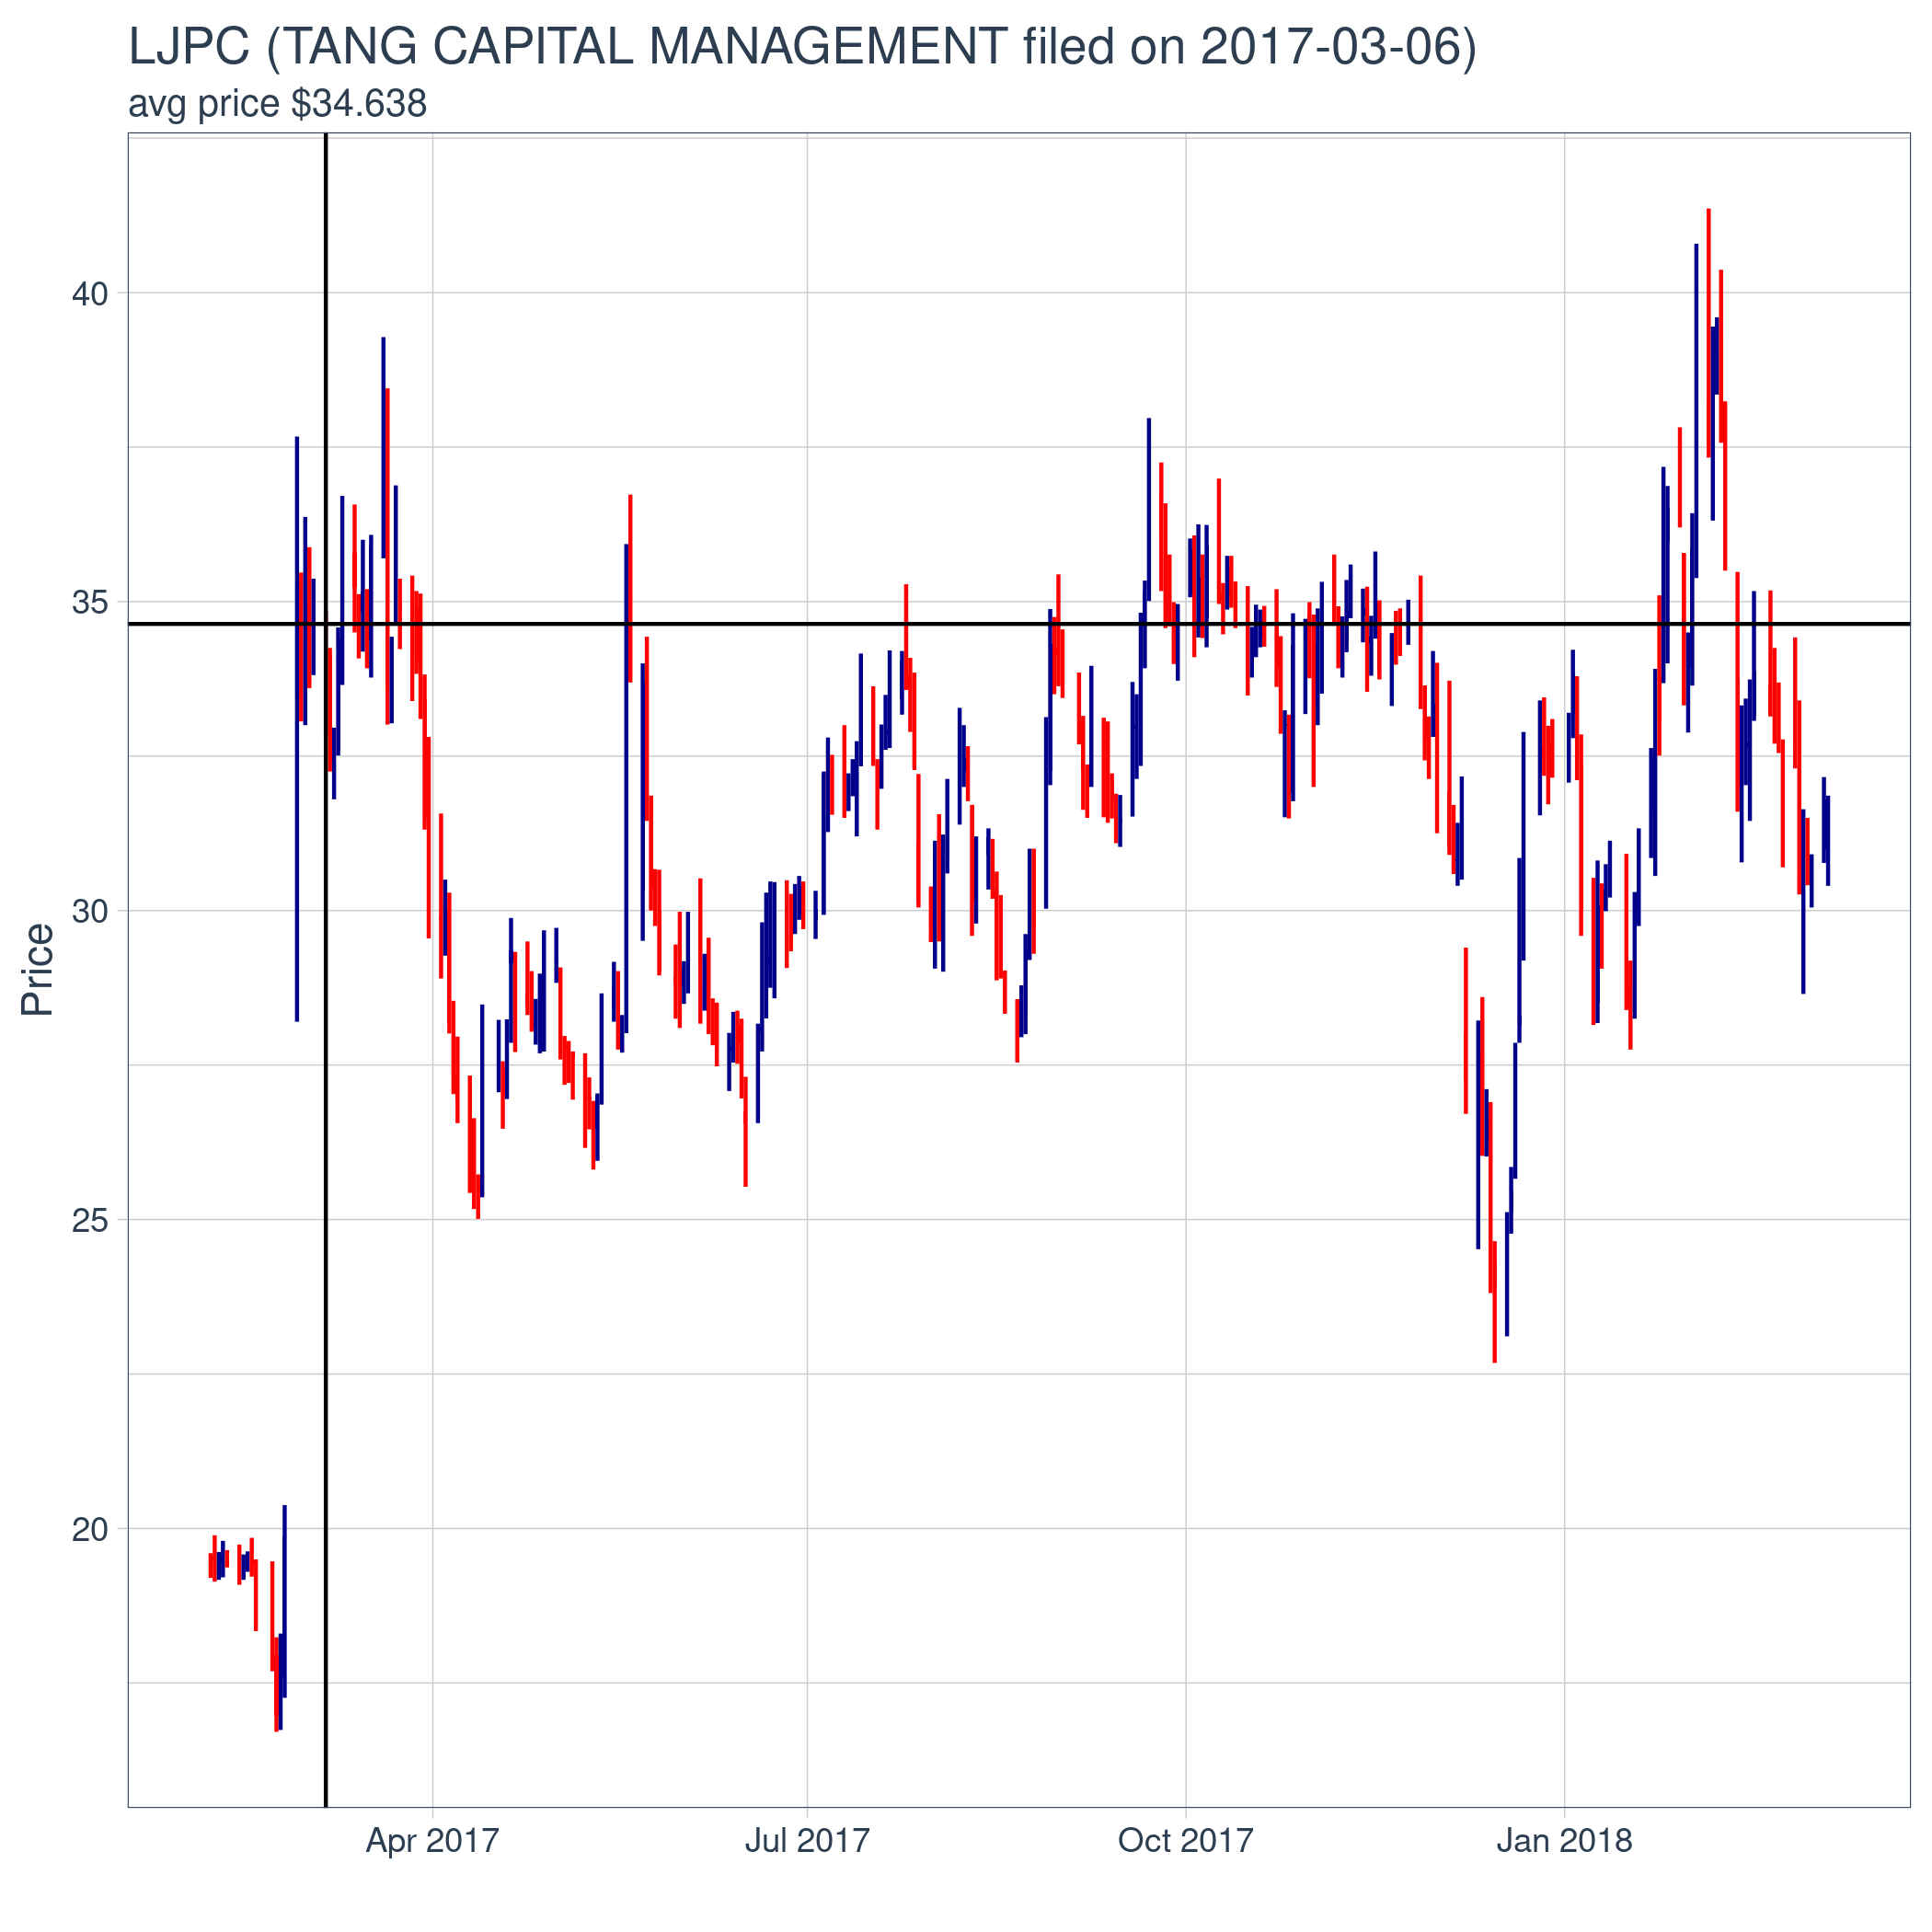 LJPC (TANG CAPITAL MANAGEMENT filed on 2017-03-06)
avg price $34.638
40
35
30
25
20
Price
Apr 2017
Jul 2017
Oct 2017
Jan 2018